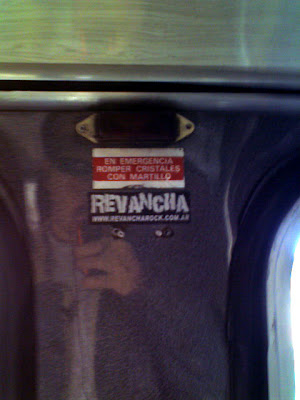 EN EMERGENCIA
ROMPER CRISTALES
CON MARTILLO
REVANCHA
WWW.REVANCHAROCK.COM.AR